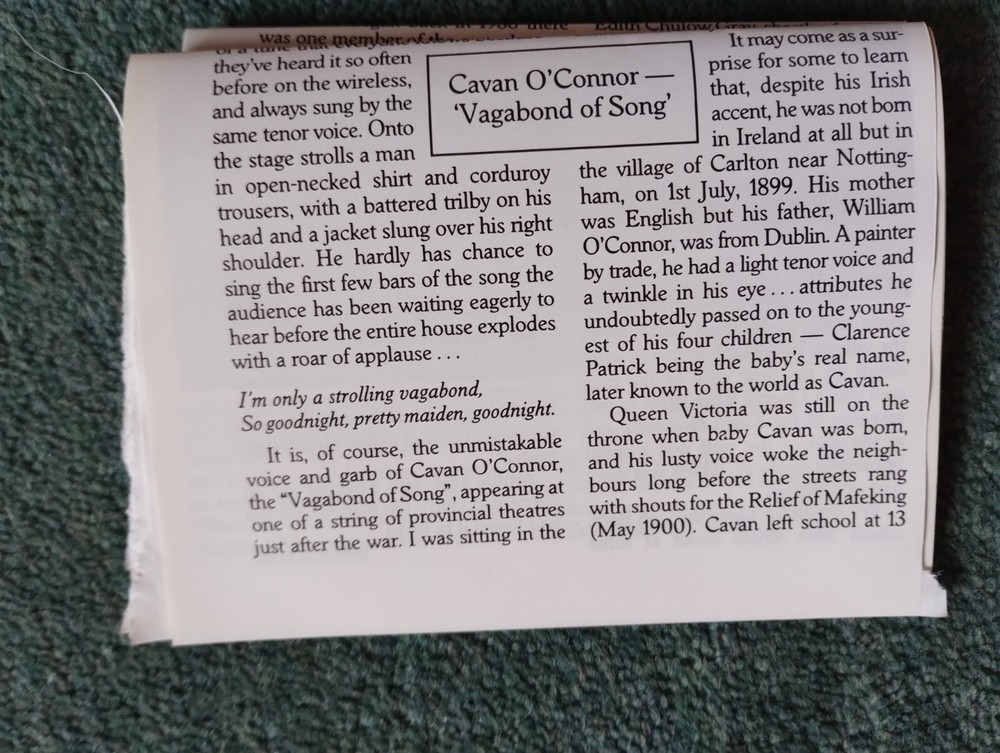 was one member of
they've heard it so often
before on the wireless,
and always sung by the
same tenor voice. Onto
the stage strolls a man
in open-necked shirt and corduroy
trousers, with a battered trilby on his
head and a jacket slung over his right
shoulder. He hardly has chance to
sing the first few bars of the song the
audience has been waiting eagerly to
hear before the entire house explodes
with a roar of applause . . .
I'm only a strolling vagabond,
So goodnight, pretty maiden, goodnight.
It is, of course, the unmistakable
voice and garb of Cavan O'Connor,
the “Vagabond of Song”, appearing at
one of a string of provincial theatres
just after the war. I was sitting in the
Cavan O'Connor —
‘Vagabond of Song’
It may come as a sur-
prise for some to learn
that, despite his Irish
accent, he was not born
in Ireland at all but in
the village of Carlton near Notting-
ham, on 1st July, 1899. His mother
was English but his father, William
O'Connor, was from Dublin. A painter
by trade, he had a light tenor voice and
a twinkle in his eye . . . attributes he
undoubtedly passed on to the young-
est of his four children — Clarence
Patrick being the baby's real name,
later known to the world as Cavan.
Queen Victoria was still on the
throne when baby Cavan was born,
and his lusty voice woke the neigh-
bours long before the streets rang
with shouts for the Relief of Mafeking
(May 1900). Cavan left school at 13